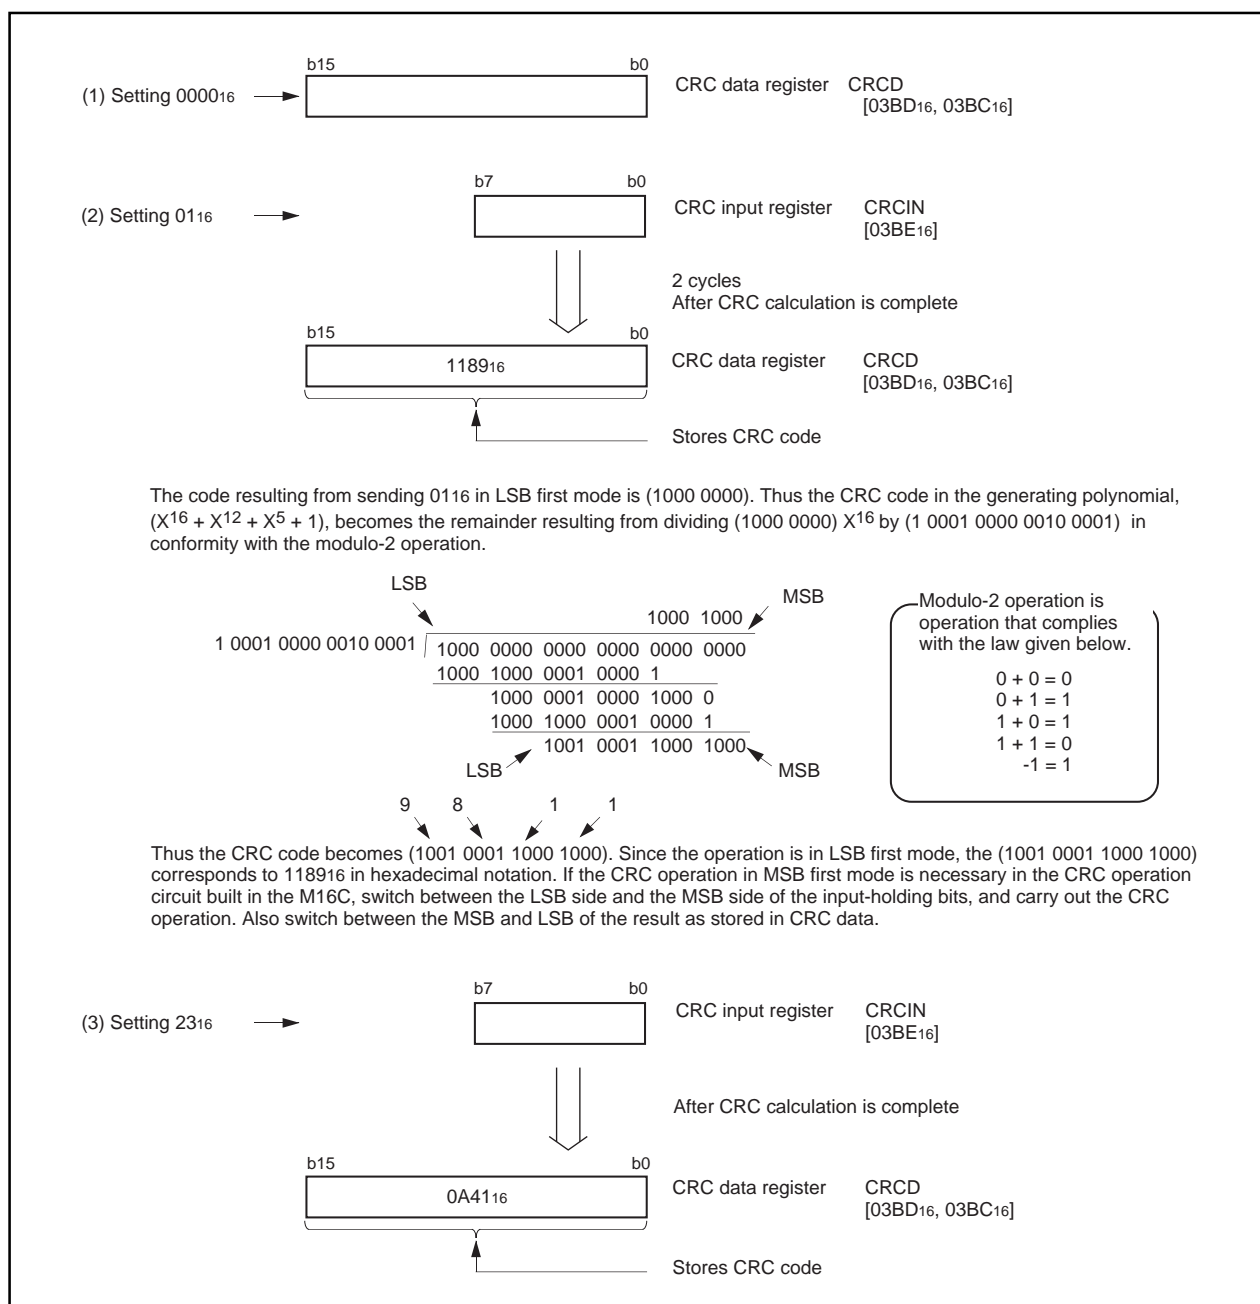 b15 b0
(1) Setting 0000₁₆ CRC data register CRCD
[03BD₁₆, 03BC₁₆]
b7 b0
(2) Setting 01₁₆ CRC input register CRCIN
[03BE₁₆]
2 cycles
After CRC calculation is complete
b15 b0
1189₁₆ CRC data register CRCD
[03BD₁₆, 03BC₁₆]
Stores CRC code
The code resulting from sending 01₁₆ in LSB first mode is (1000 0000). Thus the CRC code in the generating polynomial,
(X¹⁶ + X¹² + X⁵ + 1), becomes the remainder resulting from dividing (1000 0000) X¹⁶ by (1 0001 0000 0010 0001) in
conformity with the modulo-2 operation.
LSB MSB
1000 1000
1 0001 0000 0010 0001 1000 0000 0000 0000 0000 0000
1000 1000 0001 0000 1
1000 0001 0000 1000 0
1000 1000 0001 0000 1
1001 0001 1000 1000
LSB MSB
Modulo-2 operation is
operation that complies
with the law given below.
0 + 0 = 0
0 + 1 = 1
1 + 0 = 1
1 + 1 = 0
-1 = 1
9 8 1 1
Thus the CRC code becomes (1001 0001 1000 1000). Since the operation is in LSB first mode, the (1001 0001 1000 1000)
corresponds to 1189₁₆ in hexadecimal notation. If the CRC operation in MSB first mode is necessary in the CRC operation
circuit built in the M16C, switch between the LSB side and the MSB side of the input-holding bits, and carry out the CRC
operation. Also switch between the MSB and LSB of the result as stored in CRC data.
b7 b0
(3) Setting 23₁₆ CRC input register CRCIN
[03BE₁₆]
After CRC calculation is complete
b15 b0
0A41₁₆ CRC data register CRCD
[03BD₁₆, 03BC₁₆]
Stores CRC code